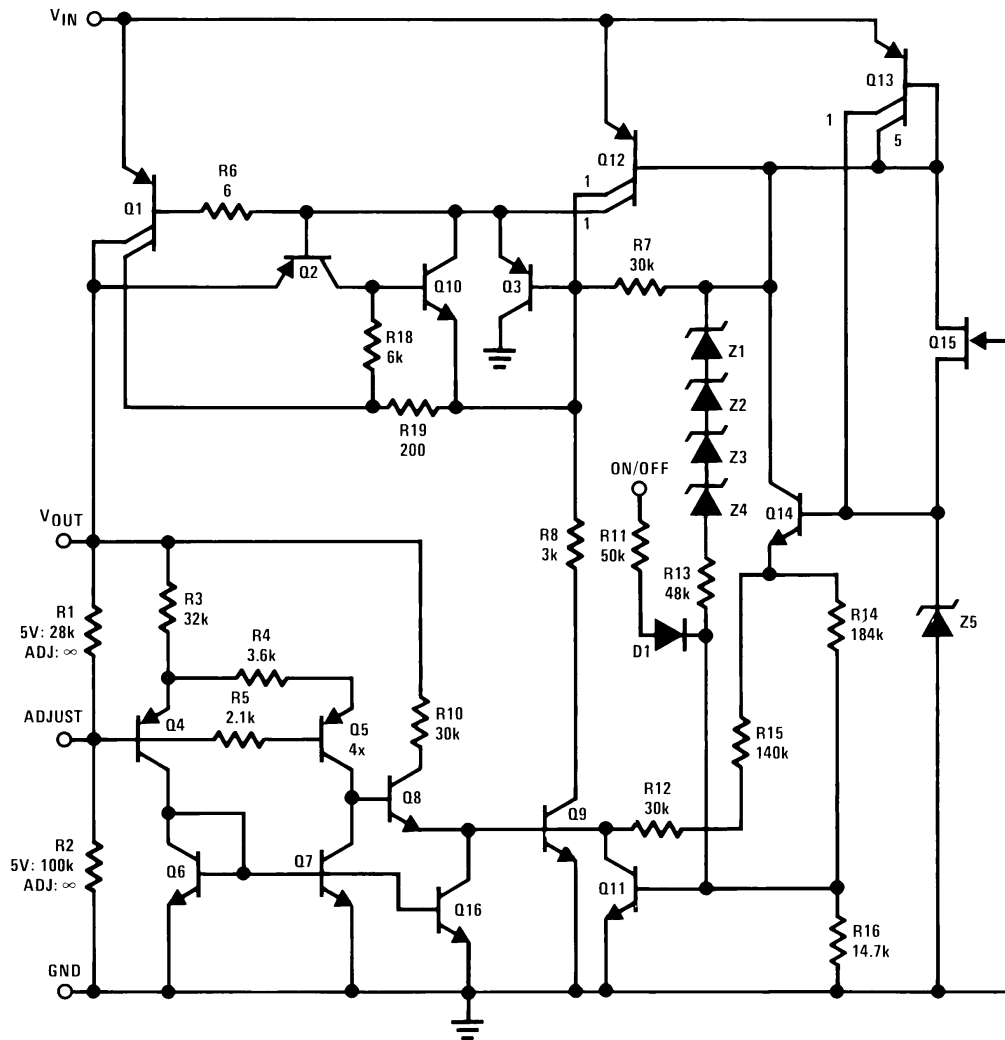 V_IN
Q13
1
5
Q12
1
1
R6
6
Q1
Q2
Q10
Q3
R7
30k
Q15
R18
6k
Z1
Z2
Z3
Z4
R19
200
ON/OFF
Q14
V_OUT
R8
3k
R11
50k
R13
48k
R3
32k
R1
5V: 28k
ADJ: ∞
R14
184k
Z5
R4
3.6k
D1
ADJUST
Q4
R5
2.1k
Q5
4x
R10
30k
R15
140k
Q8
R12
30k
Q9
R2
5V: 100k
ADJ: ∞
Q6
Q7
Q11
Q16
R16
14.7k
GND